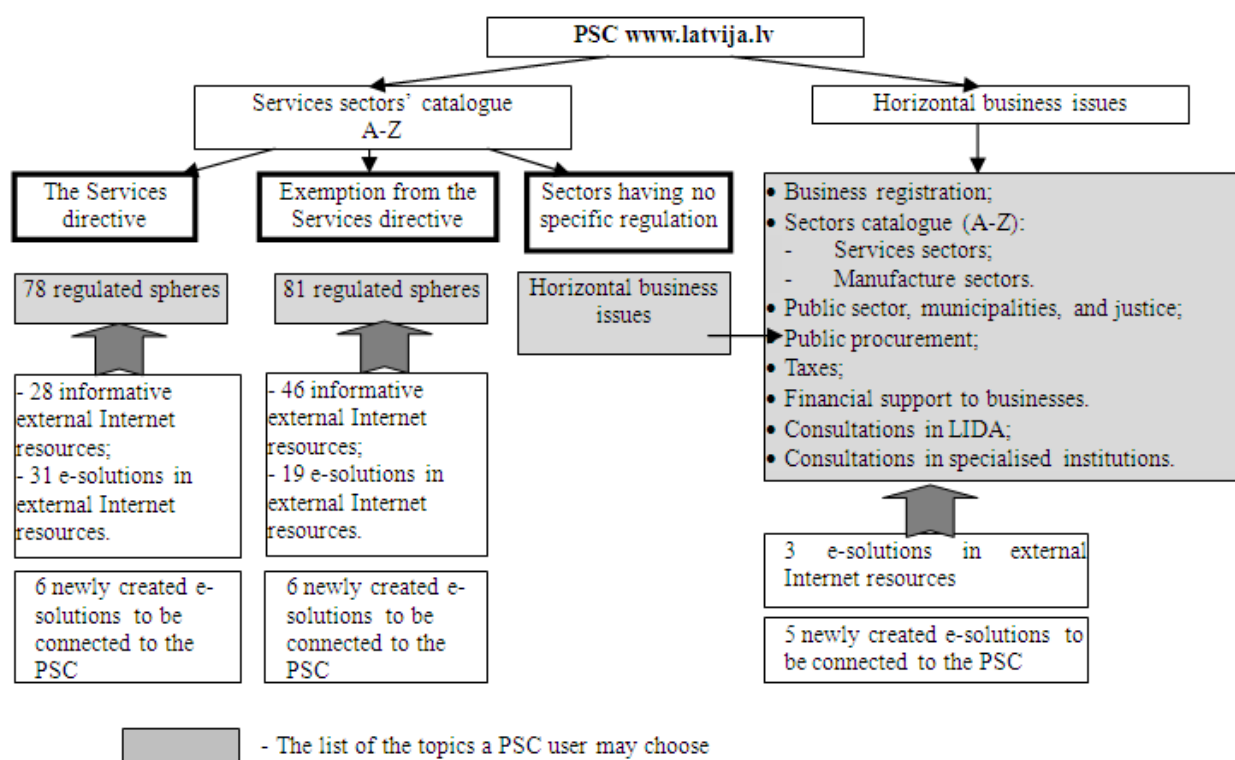 PSC www.latvija.lv
Services sectors’ catalogue
A-Z
Horizontal business issues
The Services
directive
Exemption from the
Services directive
Sectors having no
specific regulation
78 regulated spheres
81 regulated spheres
Horizontal business
issues
• Business registration;
• Sectors catalogue (A-Z):
- Services sectors;
- Manufacture sectors.
• Public sector, municipalities, and justice;
• Public procurement;
• Taxes;
• Financial support to businesses.
• Consultations in LIDA;
• Consultations in specialised institutions.
- 28 informative
external Internet
resources;
- 31 e-solutions in
external Internet
resources.
- 46 informative
external Internet
resources;
- 19 e-solutions in
external Internet
resources.
3 e-solutions in external
Internet resources
6 newly created e-
solutions to be
connected to the
PSC
6 newly created e-
solutions to be
connected to the
PSC
5 newly created e-solutions to
be connected to the PSC
- The list of the topics a PSC user may choose